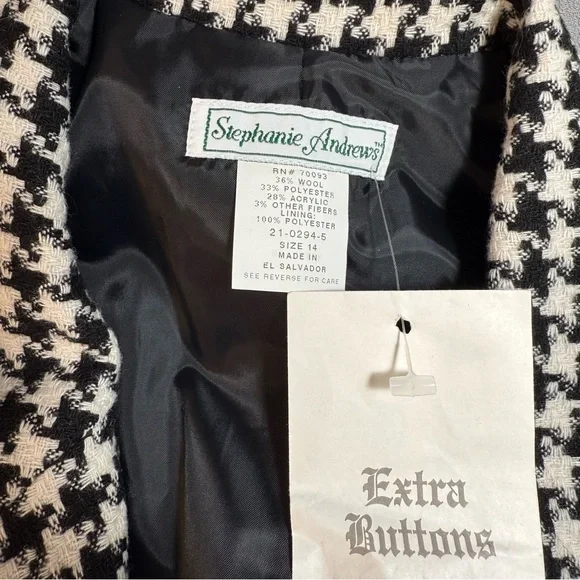 Stephanie Andrews™
RN# 70093
36% WOOL
33% POLYESTER
28% ACRYLIC
3% OTHER FIBERS
LINING:
100% POLYESTER
21-0294-5
SIZE 14
MADE IN
EL SALVADOR
SEE REVERSE FOR CARE
Extra
Buttons